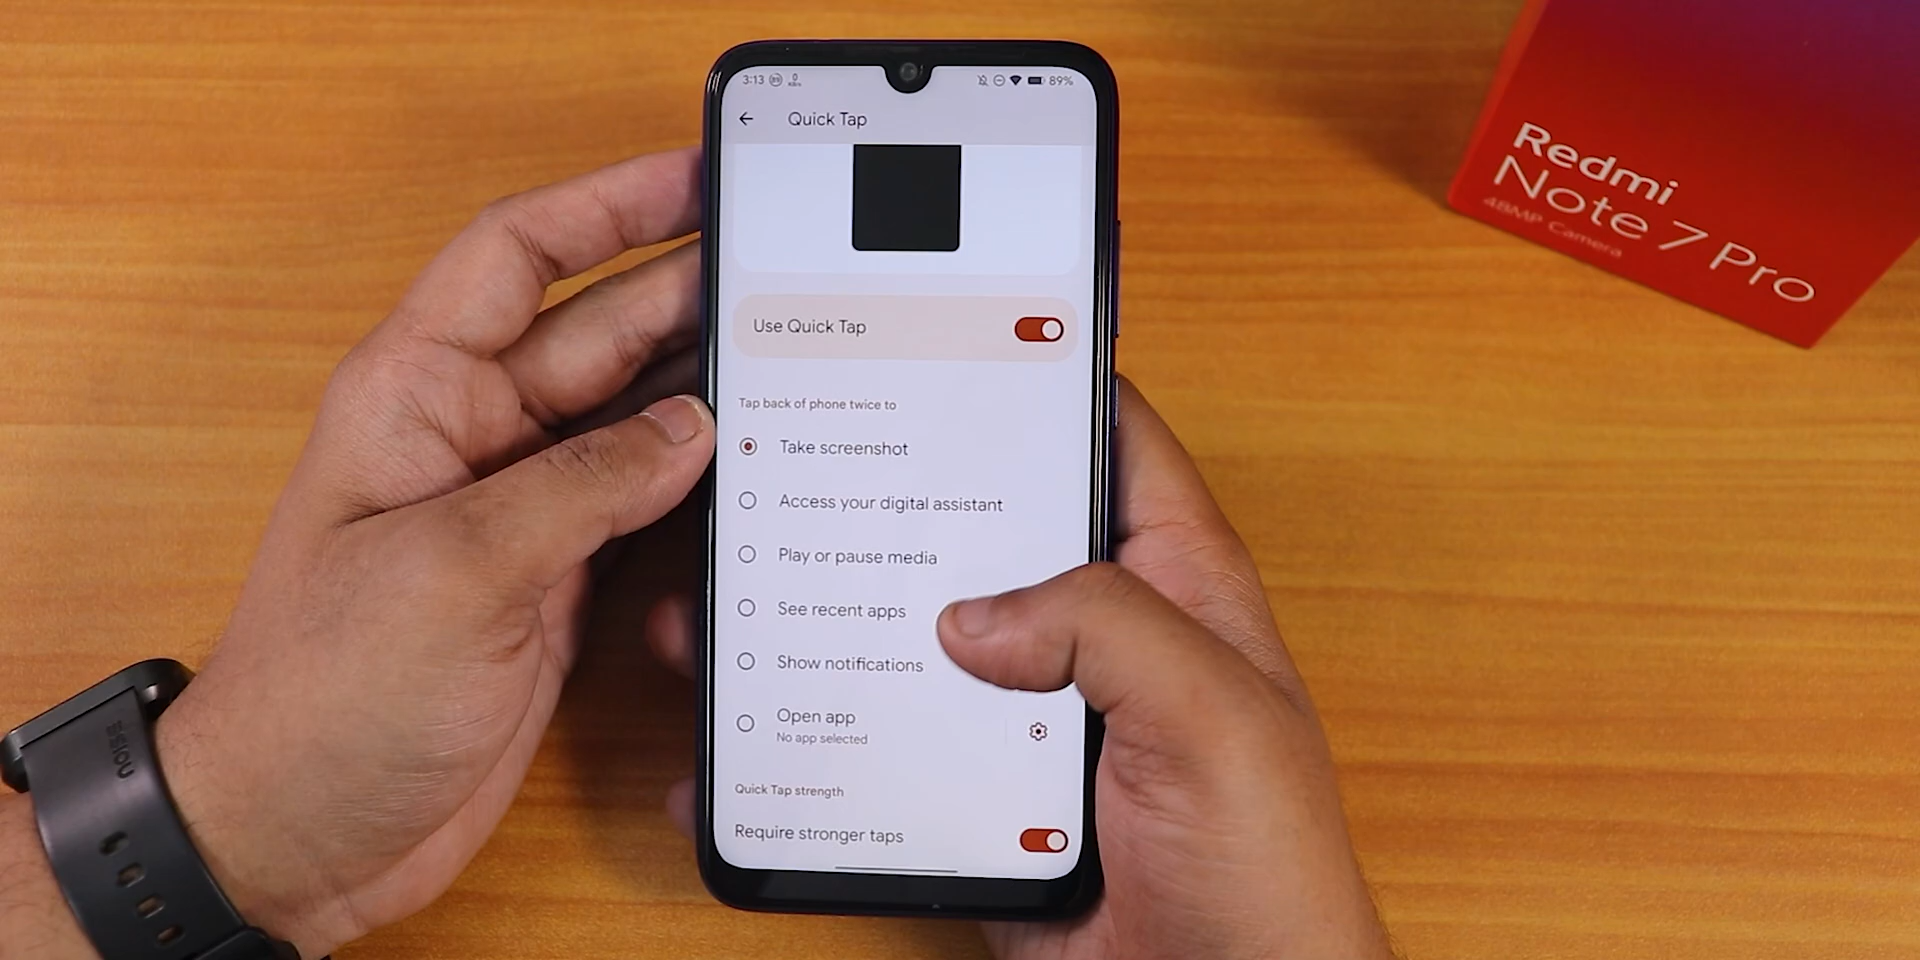 3:13
89%
Quick Tap
Use Quick Tap
Tap back of phone twice to
Take screenshot
Access your digital assistant
Play or pause media
See recent apps
Show notifications
Open app
No app selected
Quick Tap strength
Require stronger taps
Redmi
Note 7 Pro
48MP Camera
noise